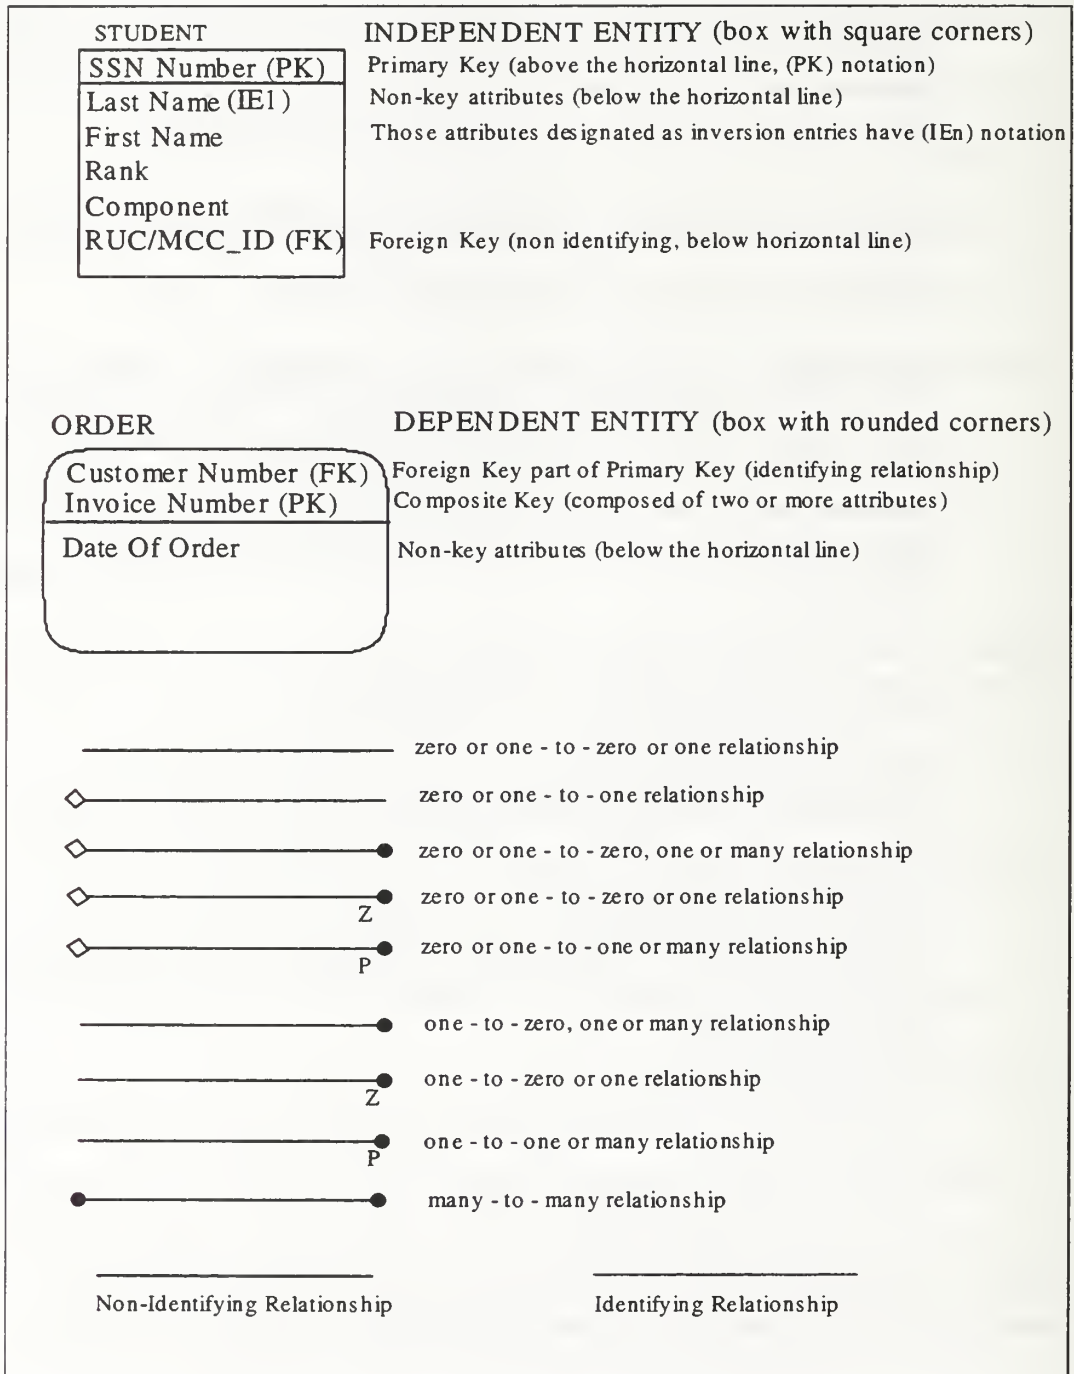 STUDENT INDEPENDENT ENTITY (box with square corners)
SSN Number (PK) Primary Key (above the horizontal line, (PK) notation)
Last Name (IE1) Non-key attributes (below the horizontal line)
First Name Those attributes designated as inversion entries have (IEn) notation
Rank
Component
RUC/MCC_ID (FK) Foreign Key (non identifying, below horizontal line)
ORDER DEPENDENT ENTITY (box with rounded corners)
Customer Number (FK) Foreign Key part of Primary Key (identifying relationship)
Invoice Number (PK) Composite Key (composed of two or more attributes)
Date Of Order Non-key attributes (below the horizontal line)
zero or one - to - zero or one relationship
zero or one - to - one relationship
zero or one - to - zero, one or many relationship
zero or one - to - zero or one relationship
Z
zero or one - to - one or many relationship
P
one - to - zero, one or many relationship
one - to - zero or one relationship
Z
one - to - one or many relationship
P
many - to - many relationship
Non-Identifying Relationship Identifying Relationship